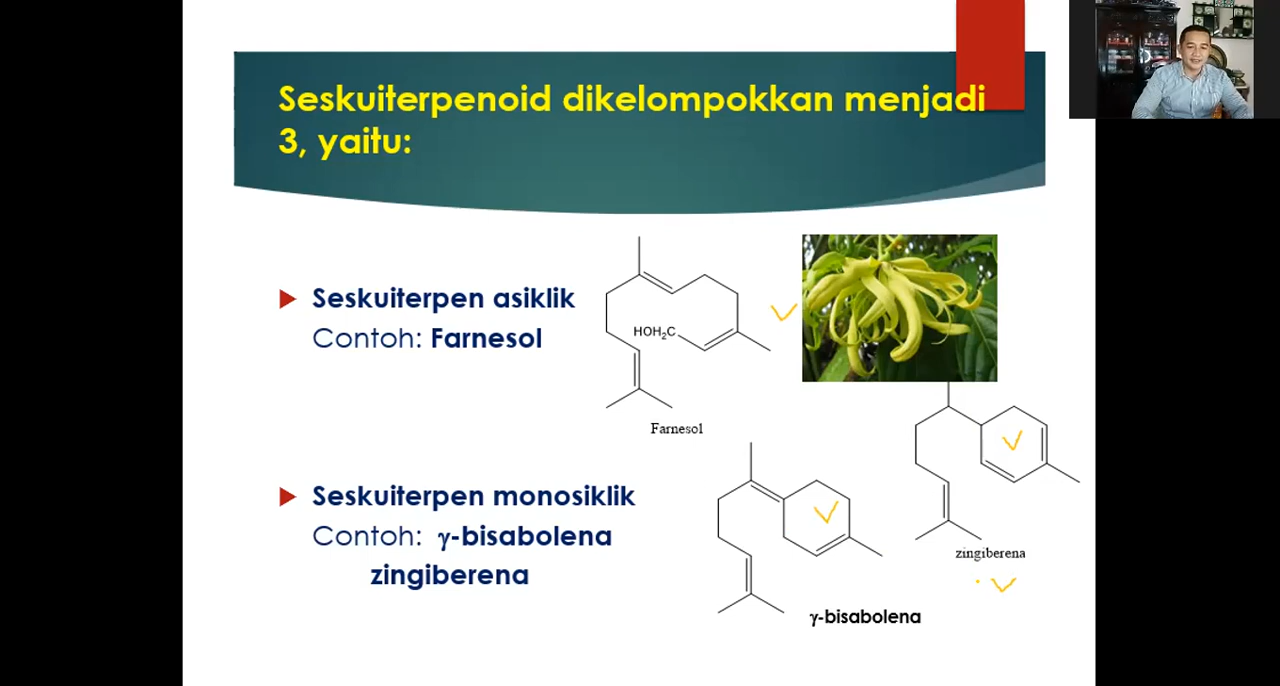 Seskuiterpenoid dikelompokkan menjadi
3, yaitu:
Seskuiterpen asiklik
Contoh: Farnesol
HOH₂C
Farnesol
Seskuiterpen monosiklik
Contoh: γ-bisabolena
zingiberena
zingiberena
γ-bisabolena